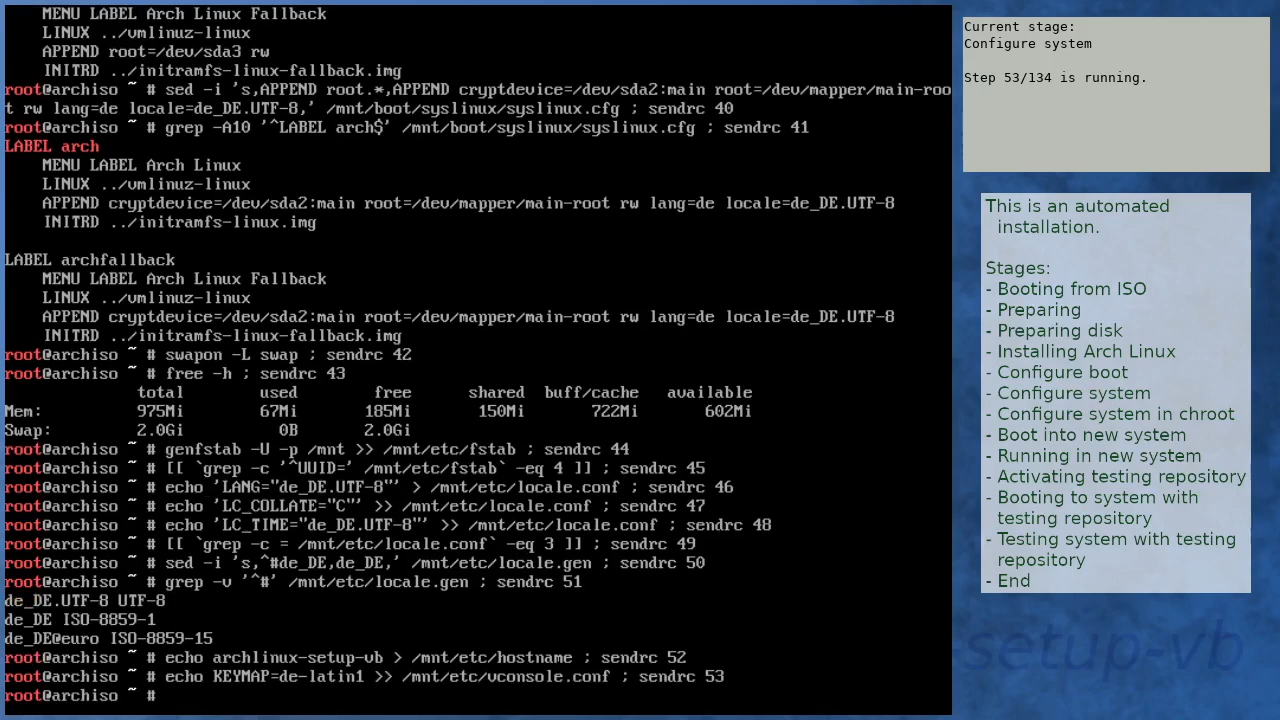 MENU LABEL Arch Linux Fallback
LINUX ../vmlinuz-linux
APPEND root=/dev/sda3 rw
INITRD ../initramfs-linux-fallback.img
root@archiso ~ # sed -i 's,APPEND root.*,APPEND cryptdevice=/dev/sda2:main root=/dev/mapper/main-roo
t rw lang=de locale=de_DE.UTF-8,' /mnt/boot/syslinux/syslinux.cfg ; sendrc 40
root@archiso ~ # grep -A10 '^LABEL arch$' /mnt/boot/syslinux/syslinux.cfg ; sendrc 41
LABEL arch
MENU LABEL Arch Linux
LINUX ../vmlinuz-linux
APPEND cryptdevice=/dev/sda2:main root=/dev/mapper/main-root rw lang=de locale=de_DE.UTF-8
INITRD ../initramfs-linux.img
LABEL archfallback
MENU LABEL Arch Linux Fallback
LINUX ../vmlinuz-linux
APPEND cryptdevice=/dev/sda2:main root=/dev/mapper/main-root rw lang=de locale=de_DE.UTF-8
INITRD ../initramfs-linux-fallback.img
root@archiso ~ # swapon -L swap ; sendrc 42
root@archiso ~ # free -h ; sendrc 43
total used free shared buff/cache available
Mem: 975Mi 67Mi 185Mi 150Mi 722Mi 602Mi
Swap: 2.0Gi 0B 2.0Gi
root@archiso ~ # genfstab -U -p /mnt >> /mnt/etc/fstab ; sendrc 44
root@archiso ~ # [[ `grep -c '^UUID=' /mnt/etc/fstab` -eq 4 ]] ; sendrc 45
root@archiso ~ # echo 'LANG="de_DE.UTF-8"' > /mnt/etc/locale.conf ; sendrc 46
root@archiso ~ # echo 'LC_COLLATE="C"' >> /mnt/etc/locale.conf ; sendrc 47
root@archiso ~ # echo 'LC_TIME="de_DE.UTF-8"' >> /mnt/etc/locale.conf ; sendrc 48
root@archiso ~ # [[ `grep -c = /mnt/etc/locale.conf` -eq 3 ]] ; sendrc 49
root@archiso ~ # sed -i 's,^#de_DE,de_DE,' /mnt/etc/locale.gen ; sendrc 50
root@archiso ~ # grep -v '^#' /mnt/etc/locale.gen ; sendrc 51
de_DE.UTF-8 UTF-8
de_DE ISO-8859-1
de_DE@euro ISO-8859-15
root@archiso ~ # echo archlinux-setup-vb > /mnt/etc/hostname ; sendrc 52
root@archiso ~ # echo KEYMAP=de-latin1 >> /mnt/etc/vconsole.conf ; sendrc 53
root@archiso ~ #
Current stage:
Configure system
Step 53/134 is running.
This is an automated
installation.
Stages:
- Booting from ISO
- Preparing
- Preparing disk
- Installing Arch Linux
- Configure boot
- Configure system
- Configure system in chroot
- Boot into new system
- Running in new system
- Activating testing repository
- Booting to system with
testing repository
- Testing system with testing
repository
- End
-setup-vb